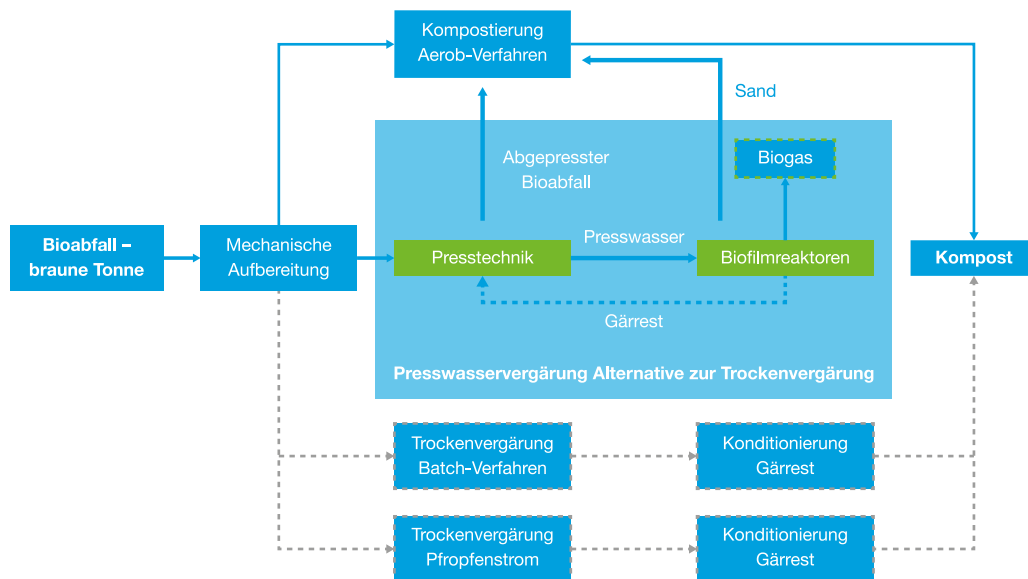 Kompostierung
Aerob-Verfahren
Sand
Abgepresster
Bioabfall
Biogas
Bioabfall –
braune Tonne
Mechanische
Aufbereitung
Presstechnik
Presswasser
Biofilmreaktoren
Kompost
Gärrest
Presswasservergärung Alternative zur Trockenvergärung
Trockenvergärung
Batch-Verfahren
Konditionierung
Gärrest
Trockenvergärung
Pfropfenstrom
Konditionierung
Gärrest